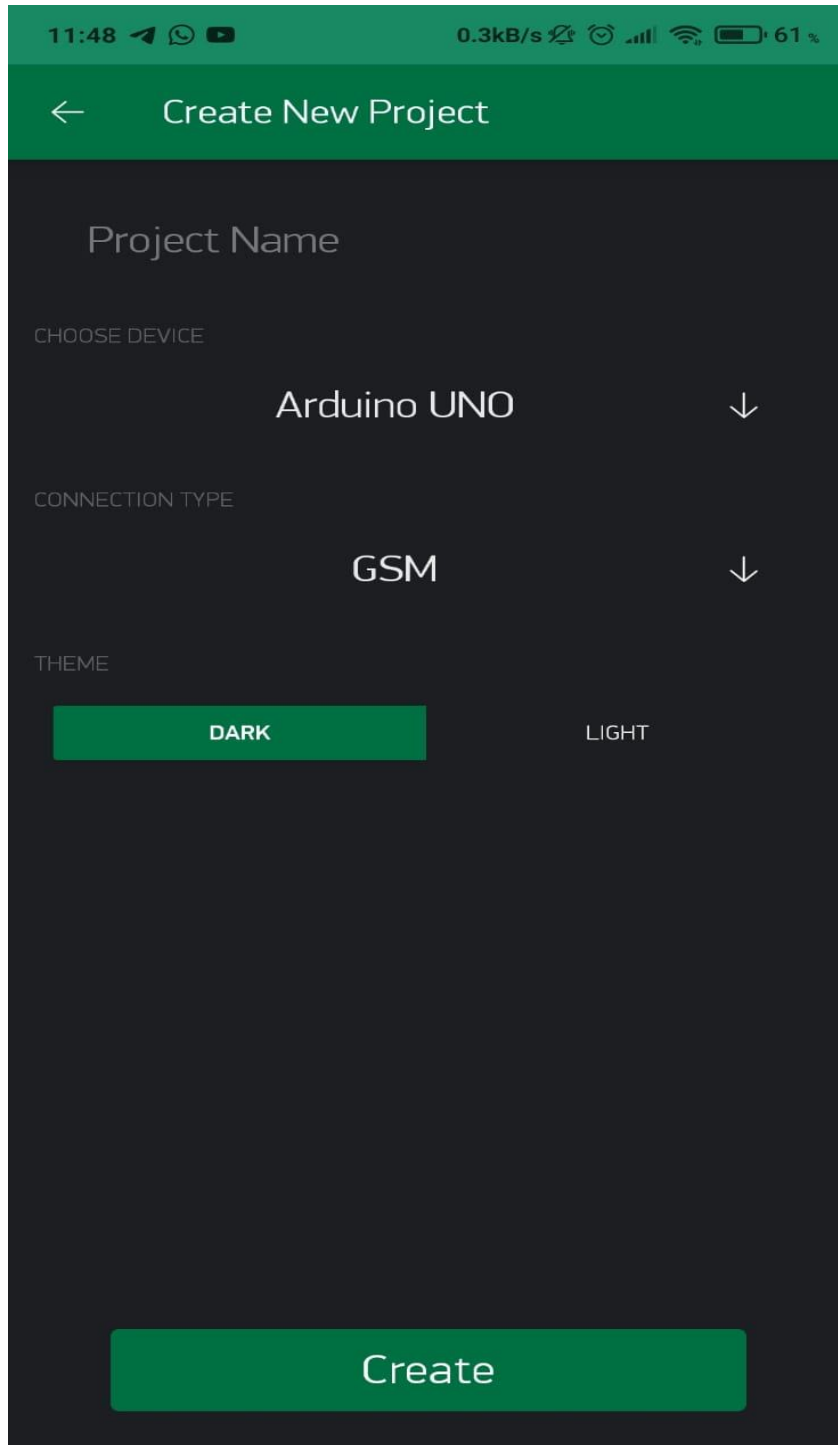 11:48 0.3kB/s 61 %
Create New Project
Project Name
CHOOSE DEVICE
Arduino UNO
CONNECTION TYPE
GSM
THEME
DARK LIGHT
Create